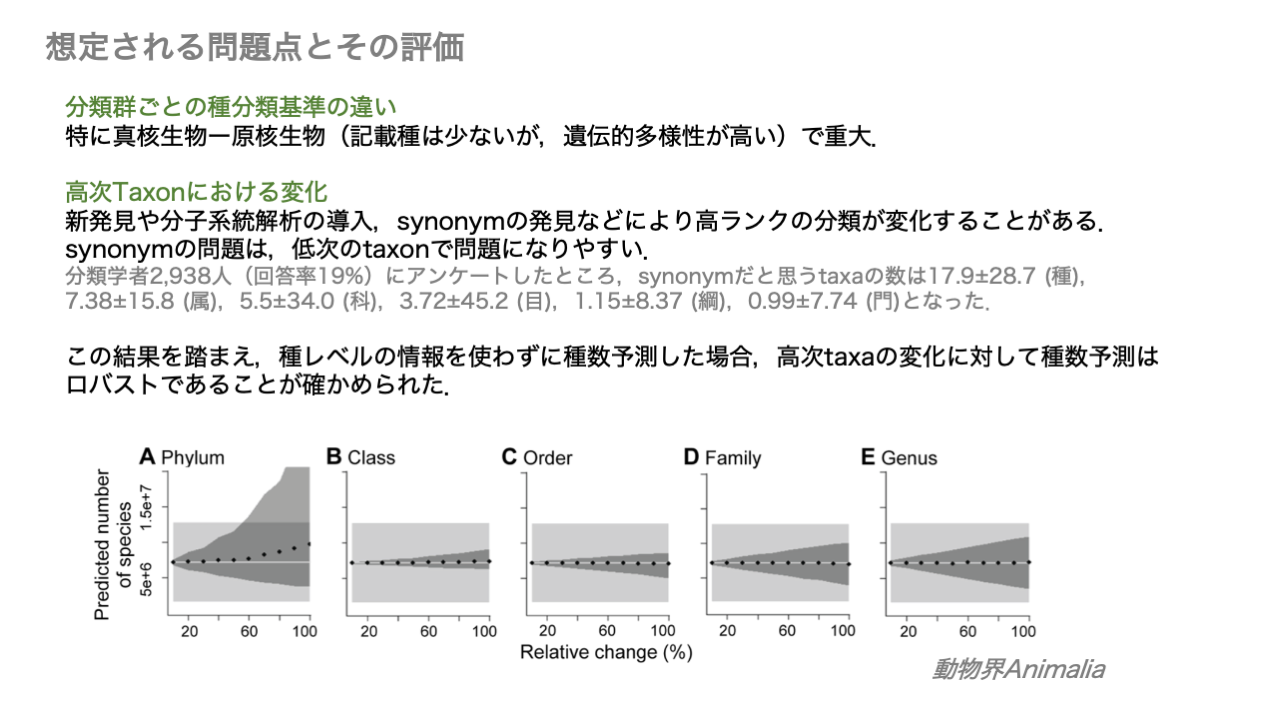 想定される問題点とその評価
分類群ごとの種分類基準の違い
特に真核生物ー原核生物（記載種は少ないが，遺伝的多様性が高い）で重大．
高次Taxonにおける変化
新発見や分子系統解析の導入，synonymの発見などにより高ランクの分類が変化することがある．
synonymの問題は，低次のtaxonで問題になりやすい．
分類学者2,938人（回答率19%）にアンケートしたところ，synonymだと思うtaxaの数は17.9±28.7 (種)，
7.38±15.8 (属)，5.5±34.0 (科)，3.72±45.2 (目)，1.15±8.37 (綱)，0.99±7.74 (門)となった．
この結果を踏まえ，種レベルの情報を使わずに種数予測した場合，高次taxaの変化に対して種数予測は
ロバストであることが確かめられた．
A Phylum
B Class
C Order
D Family
E Genus
Predicted number
of species
1.5e+7
5e+6
20 60 100
20 60 100
20 60 100
20 60 100
20 60 100
Relative change (%)
動物界Animalia